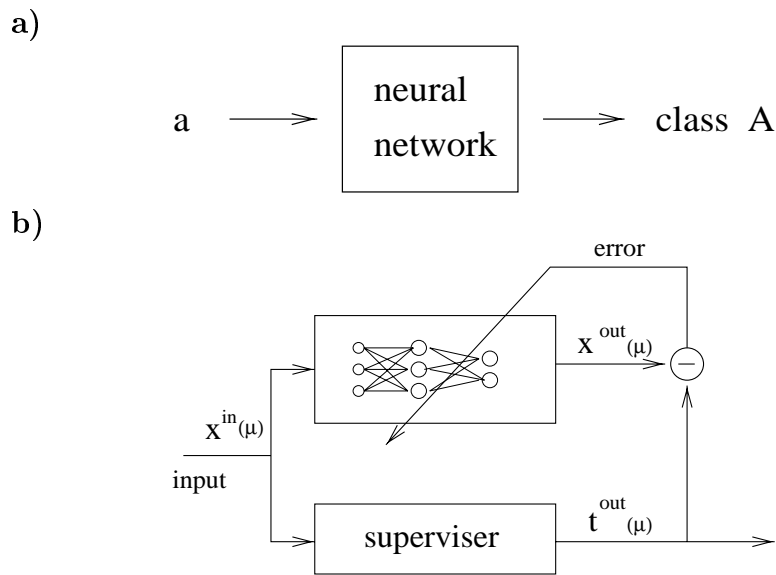 a)
neural
a class A
network
b)
error
x^out(μ)
−
x^in(μ)
input
t^out(μ)
superviser